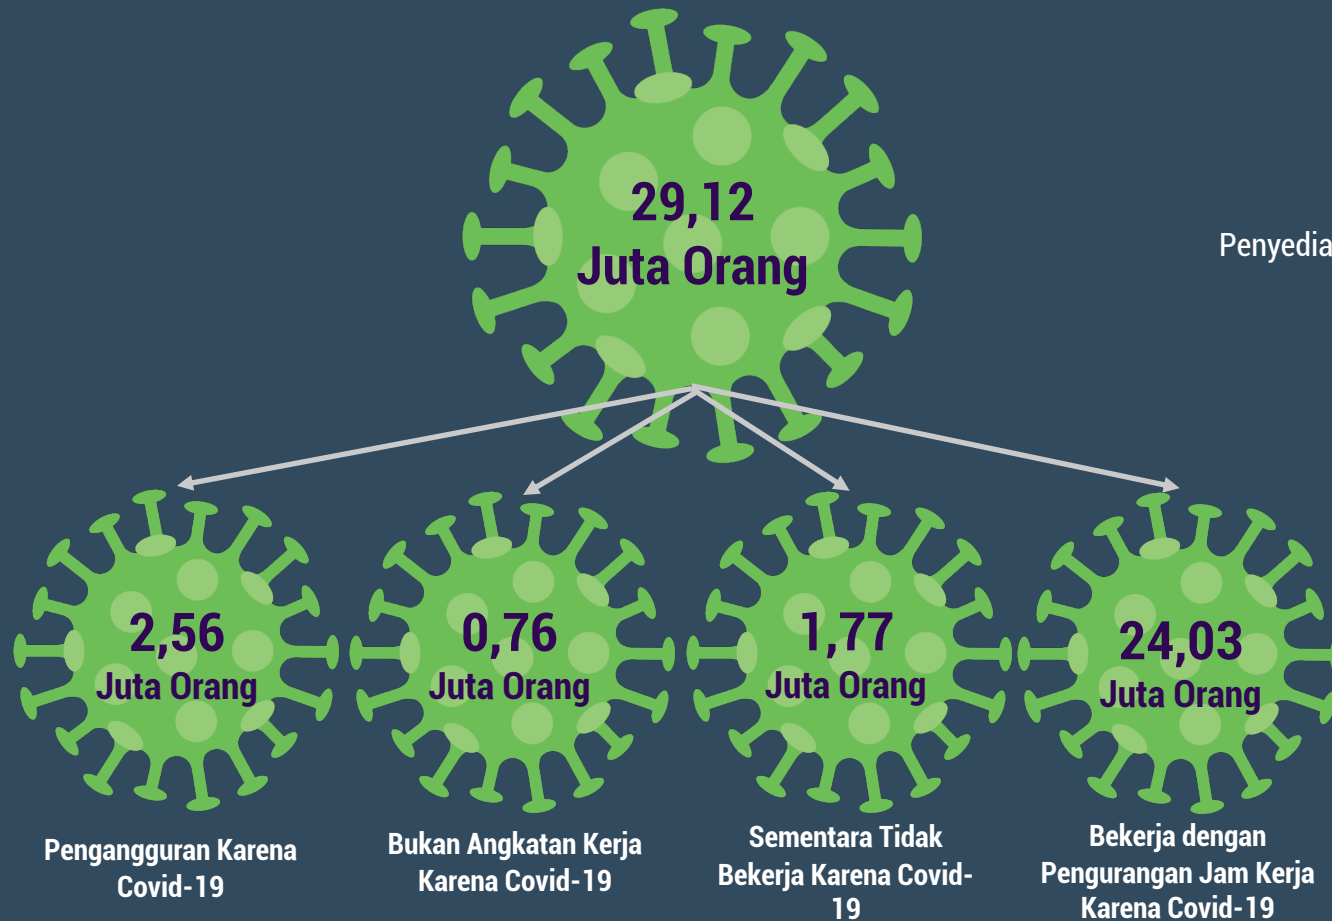 29,12
Juta Orang
Penyedia
2,56
Juta Orang
0,76
Juta Orang
1,77
Juta Orang
24,03
Juta Orang
Pengangguran Karena
Covid-19
Bukan Angkatan Kerja
Karena Covid-19
Sementara Tidak
Bekerja Karena Covid-
19
Bekerja dengan
Pengurangan Jam Kerja
Karena Covid-19